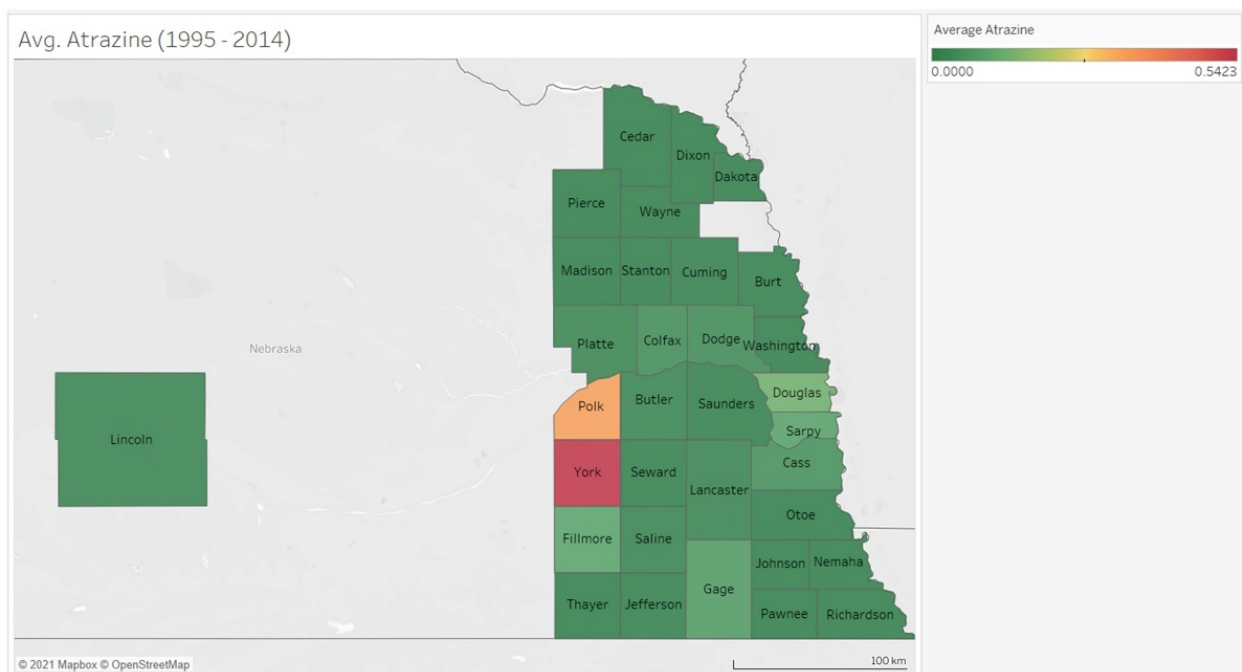 Avg. Atrazine (1995 - 2014)
Average Atrazine
0.0000 0.5423
Cedar
Dixon
Dakota
Pierce
Wayne
Madison Stanton Cuming
Burt
Platte Colfax Dodge Washington
Nebraska
Douglas
Polk Butler Saunders
Sarpy
Lincoln
York Seward Cass
Lancaster
Otoe
Fillmore Saline
Johnson Nemaha
Gage
Thayer Jefferson Pawnee Richardson
© 2021 Mapbox © OpenStreetMap
100 km